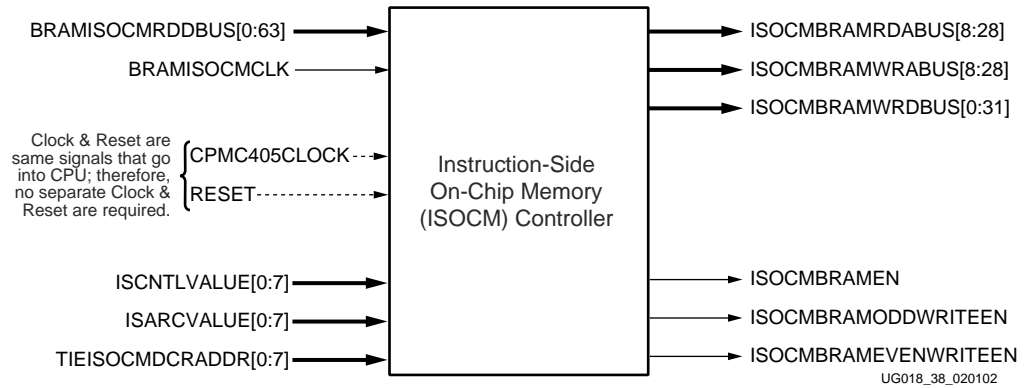 BRAMISOCMRDDBUS[0:63]
BRAMISOCMCLK
Clock & Reset are
same signals that go
into CPU; therefore,
no separate Clock &
Reset are required.
CPMC405CLOCK
RESET
ISCNTLVALUE[0:7]
ISARCVALUE[0:7]
TIEISOCMDCRADDR[0:7]
Instruction-Side
On-Chip Memory
(ISOCM) Controller
ISOCMBRAMRDABUS[8:28]
ISOCMBRAMWRABUS[8:28]
ISOCMBRAMWRDBUS[0:31]
ISOCMBRAMEN
ISOCMBRAMODDWRITEEN
ISOCMBRAMEVENWRITEEN
UG018_38_020102